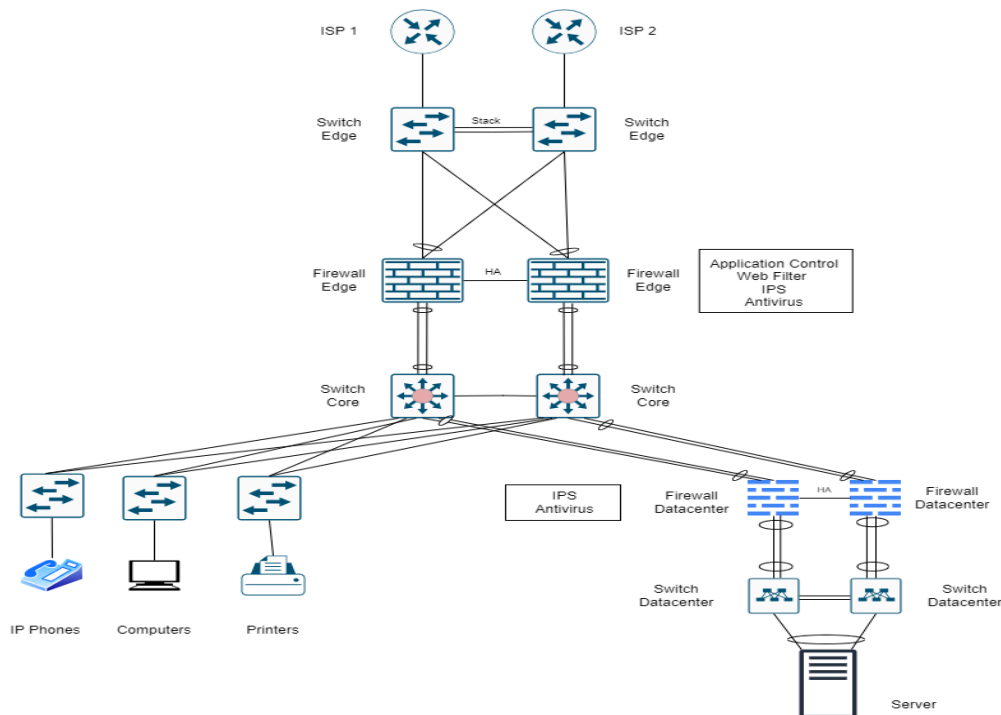 ISP 1
ISP 2
Switch
Edge
Stack
Switch
Edge
Firewall
Edge
HA
Firewall
Edge
Application Control
Web Filter
IPS
Antivirus
Switch
Core
Switch
Core
IPS
Antivirus
Firewall
Datacenter
HA
Firewall
Datacenter
Switch
Datacenter
Switch
Datacenter
IP Phones
Computers
Printers
Server